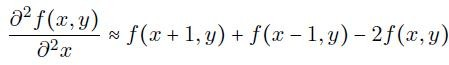 ∂²f(x,y)/∂²x ≈ f(x + 1, y) + f(x − 1, y) − 2f(x, y)